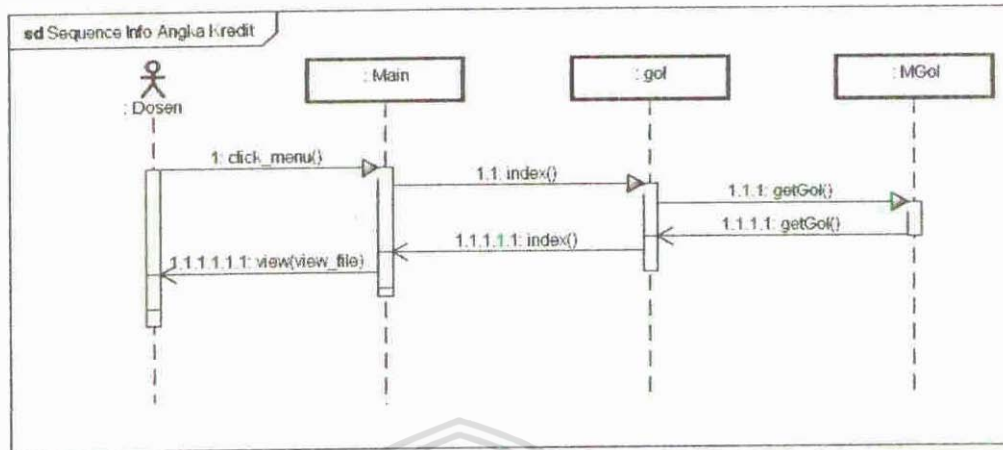 sd Sequence Info Angka Kredit
: Dosen
: Main
: gol
: MGol
1: click_menu()
1.1: index()
1.1.1: getGol()
1.1.1.1: getGol()
1.1.1.1.1: index()
1.1.1.1.1.1: view(view_file)